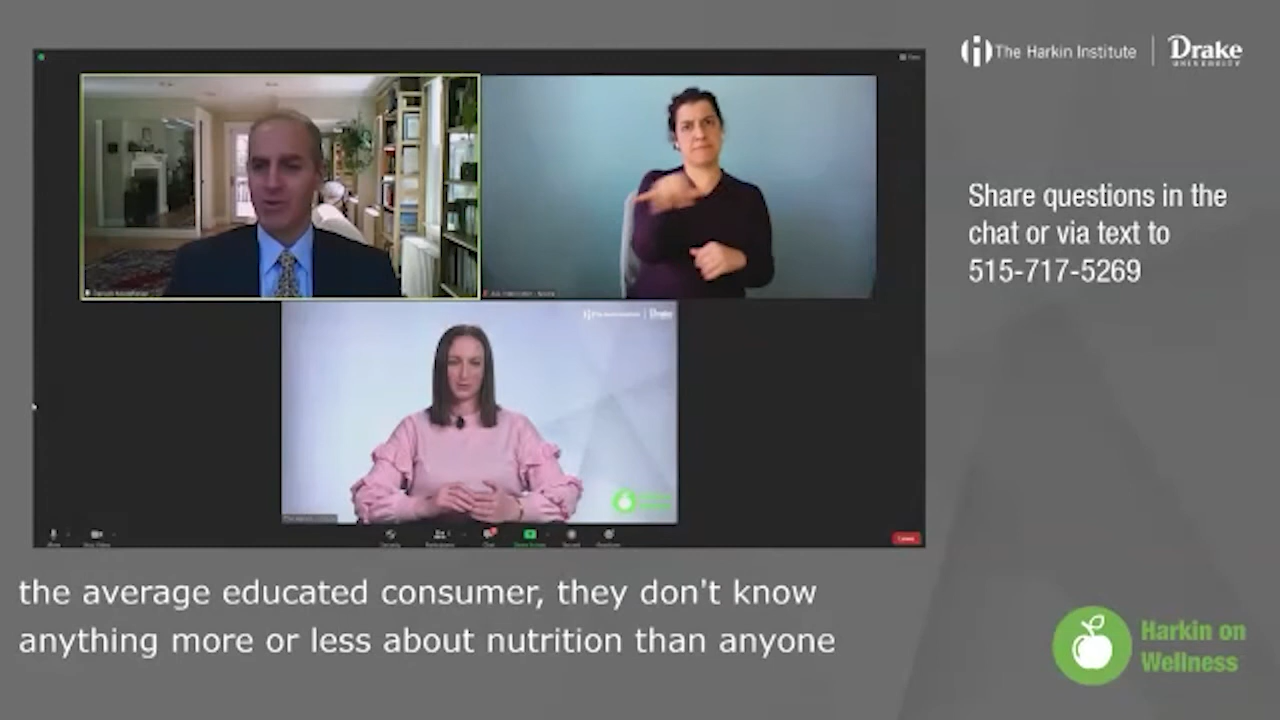 The Harkin Institute
Drake
UNIVERSITY
Share questions in the
chat or via text to
515-717-5269
the average educated consumer, they don't know
anything more or less about nutrition than anyone
Harkin on
Wellness